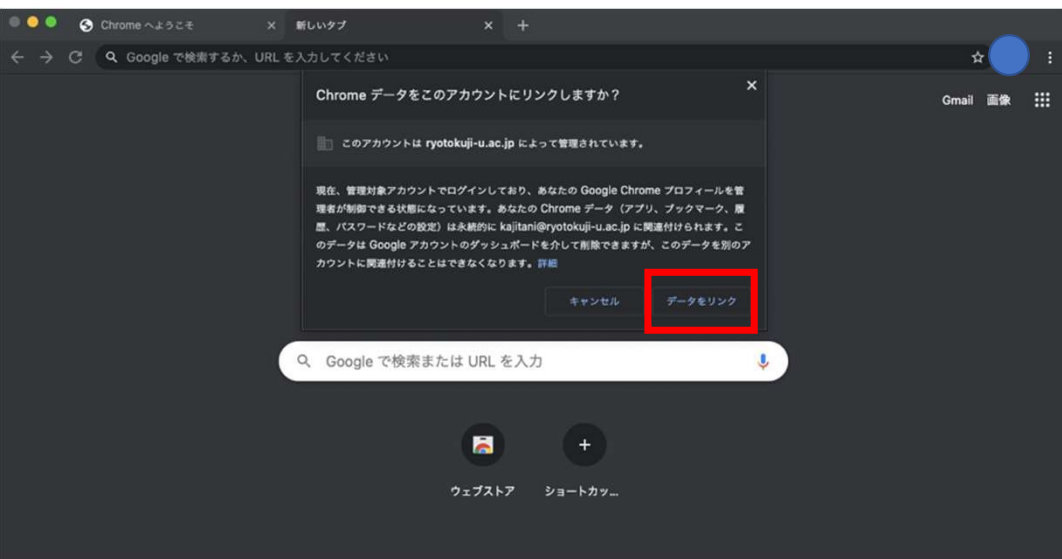 Chrome へようこそ
新しいタブ
Google で検索するか、URL を入力してください
Gmail 画像
Chrome データをこのアカウントにリンクしますか？
このアカウントは ryotokuji-u.ac.jp によって管理されています。
現在、管理対象アカウントでログインしており、あなたの Google Chrome プロフィールを管
理者が制御できる状態になっています。あなたの Chrome データ（アプリ、ブックマーク、履
歴、パスワードなどの設定）は永続的に kajitani@ryotokuji-u.ac.jp に関連付けられます。こ
のデータは Google アカウントのダッシュボードを介して削除できますが、このデータを別のア
カウントに関連付けることはできなくなります。詳細
キャンセル データをリンク
Google で検索または URL を入力
ウェブストア ショートカッ...